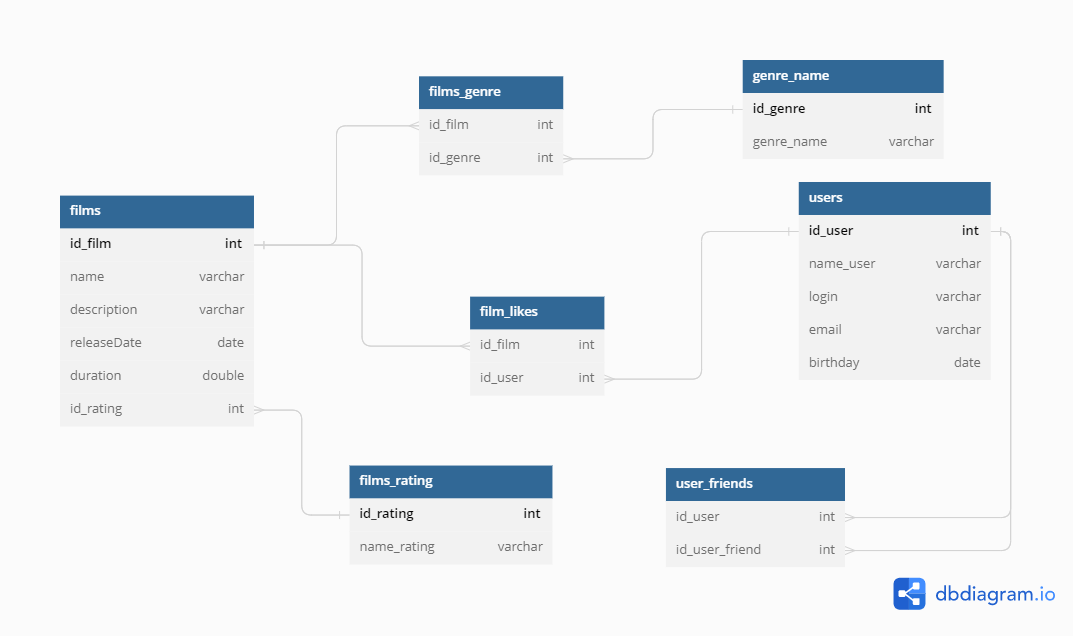 films_genre
id_film int
id_genre int
genre_name
id_genre int
genre_name varchar
films
id_film int
name varchar
description varchar
releaseDate date
duration double
id_rating int
users
id_user int
name_user varchar
login varchar
email varchar
birthday date
film_likes
id_film int
id_user int
films_rating
id_rating int
name_rating varchar
user_friends
id_user int
id_user_friend int
dbdiagram.io